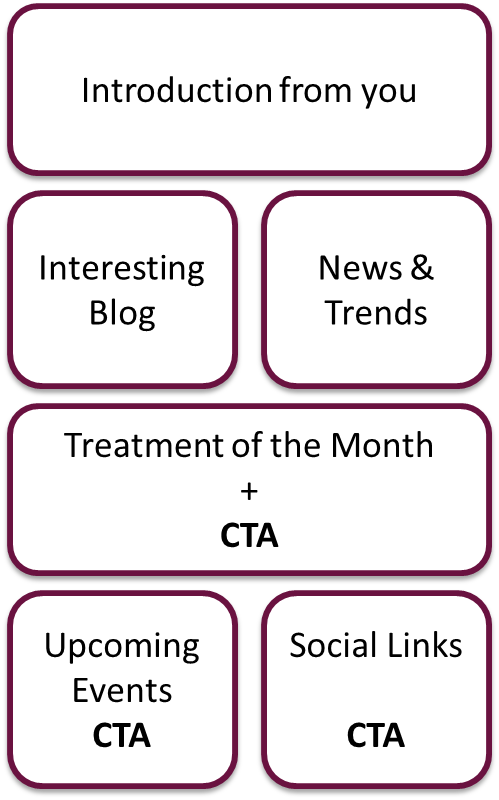 Introduction from you
Interesting
Blog
News &
Trends
Treatment of the Month
+
CTA
Upcoming
Events
CTA
Social Links
CTA